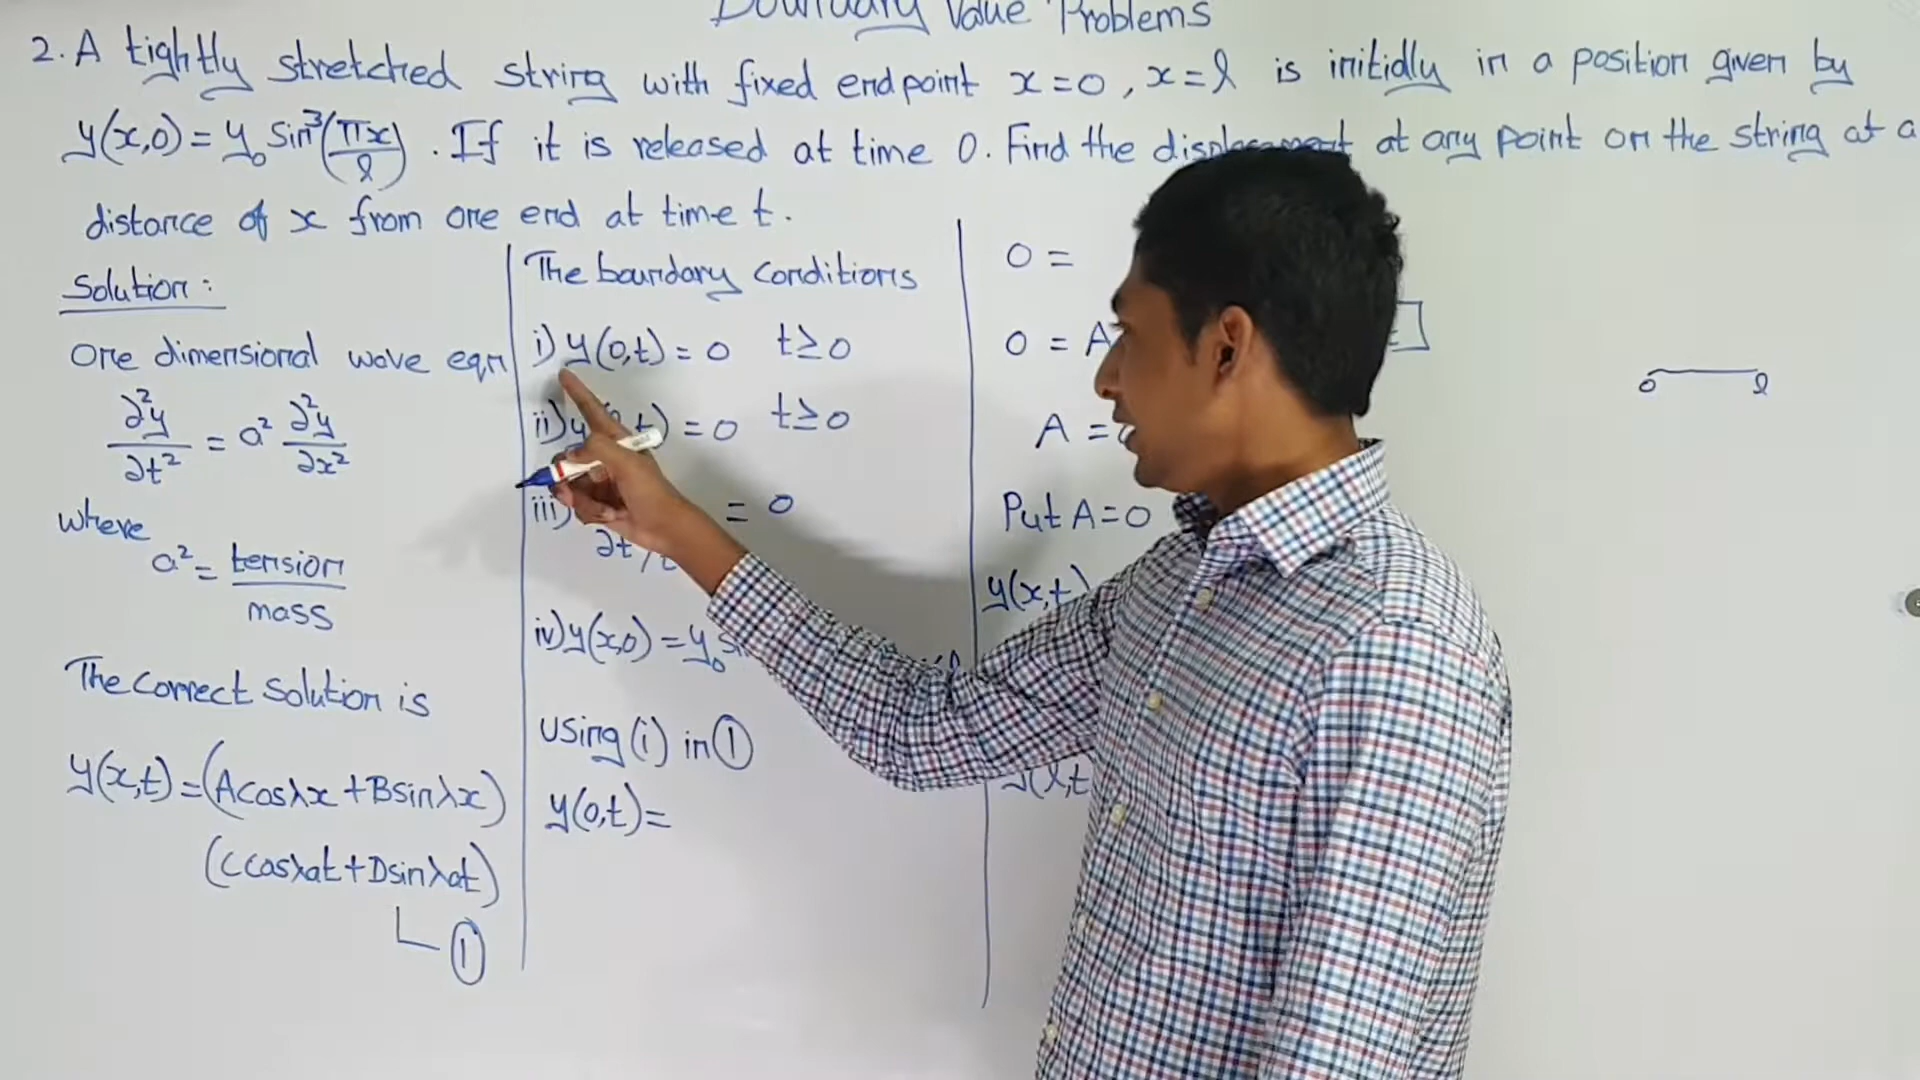 Boundary Value Problems
2. A tightly stretched string with fixed endpoint x=0, x=l is initially in a position given by
y(x,0) = y₀ sin³(πx/l). If it is released at time 0. Find the displacement at any point on the string at a
distance of x from one end at time t.
Solution:
One dimensional wave eqn
∂²y/∂t² = a² ∂²y/∂x²
where
a² = tension/mass
The correct solution is
y(x,t) = (Acosλx + Bsinλx)
(Ccosλat + Dsinλat)
①
The boundary conditions
i) y(0,t) = 0 t≥0
ii) y( ,t) = 0 t≥0
iii) = 0
∂t
iv) y(x,0) = y₀
using (i) in ①
y(0,t) =
0 =
0 = A
A =
Put A=0
y(x,t)
y(l,t
0 l